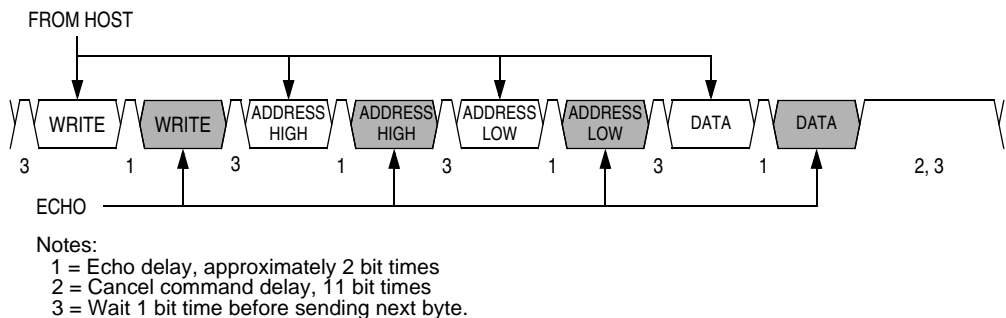 FROM HOST
WRITE WRITE ADDRESS HIGH ADDRESS HIGH ADDRESS LOW ADDRESS LOW DATA DATA
3 1 3 1 3 1 3 1 2, 3
ECHO
Notes:
1 = Echo delay, approximately 2 bit times
2 = Cancel command delay, 11 bit times
3 = Wait 1 bit time before sending next byte.